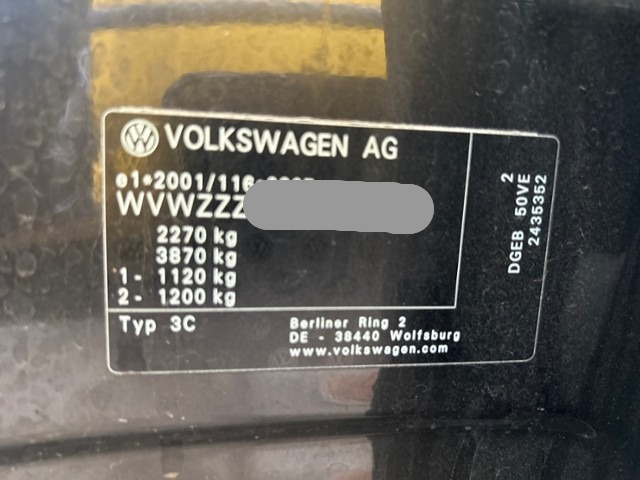 VOLKSWAGEN AG
e1*2001/116
WVWZZZ
2270 kg
3870 kg
1- 1120 kg
2- 1200 kg
Typ 3C
Berliner Ring 2
DE - 38440 Wolfsburg
www.volkswagen.com
2
DGEB 50VE
2435352